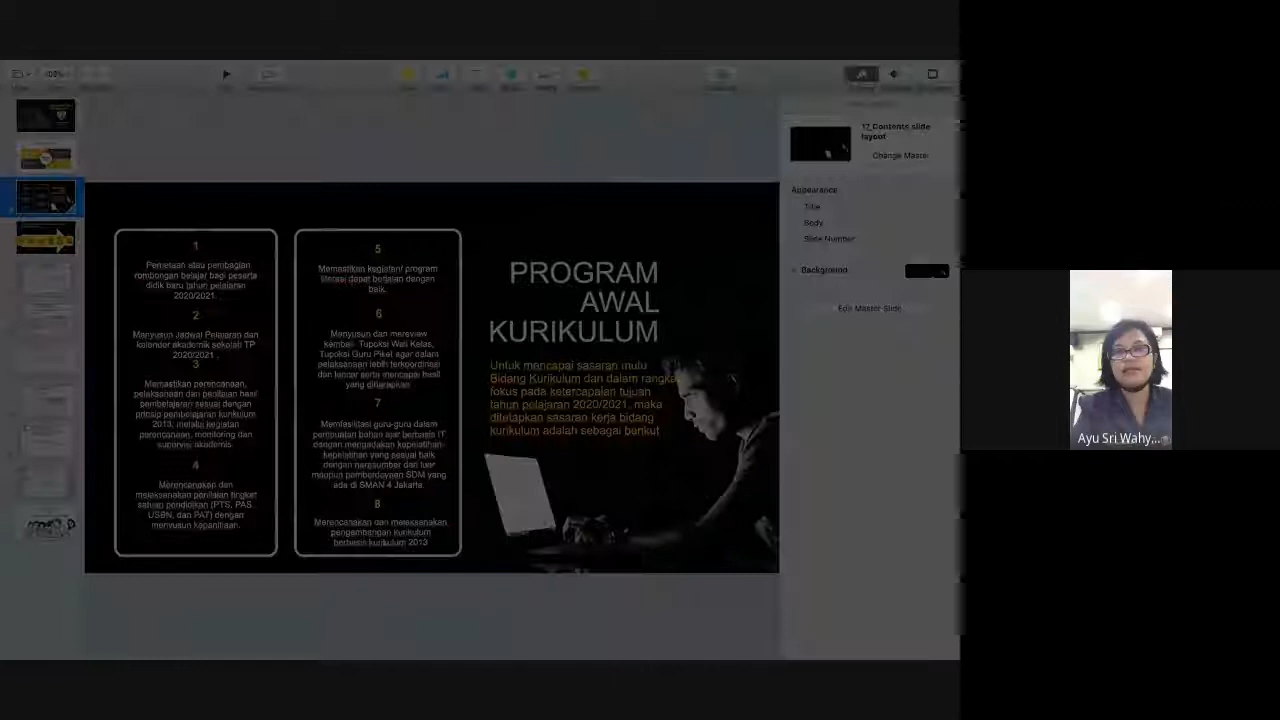 17_Contents slide
layout
Change Master
Appearance
Title
Body
Slide Number
Background
Edit Master Slide
1
Pemetaan atau pembagian
rombongan belajar bagi peserta
didik baru tahun pelajaran
2020/2021.
2
Menyusun Jadwal Pelajaran dan
kalender akademik sekolah TP
2020/2021 .
3
Memastikan perencanaan,
pelaksanaan dan penilaian hasil
pembelajaran sesuai dengan
prinsip pembelajaran kurikulum
2013, melalui kegiatan
perencanaan, monitoring dan
supervisi akademis.
4
Merencanakan dan
melaksanakan penilaian tingkat
satuan pendidikan (PTS, PAS,
USBN, dan PAT) dengan
menyusun kepanitiaan.
5
Memastikan kegiatan/ program
literasi dapat berjalan dengan
baik.
6
Menyusun dan mereview
kembali Tupoksi Wali Kelas,
Tupoksi Guru Piket agar dalam
pelaksanaan lebih terkoordinasi
dan lancar serta mencapai hasil
yang diharapkan
7
Memfasilitasi guru-guru dalam
pembuatan bahan ajar berbasis IT
dengan mengadakan
yang sesuai baik
dengan narasumber dari luar
maupun pemberdayaan SDM yang
ada di SMAN 4 Jakarta.
8
Merencanakan dan melaksanakan
pengembangan kurikulum
berbasis kurikulum 2013
PROGRAM
AWAL
KURIKULUM
Untuk mencapai sasaran mutu
Bidang Kurikulum dan dalam rangka
fokus pada ketercapaian tujuan
tahun pelajaran 2020/2021, maka
ditetapkan sasaran kerja bidang
kurikulum adalah sebagai berikut
Ayu Sri Wahy...